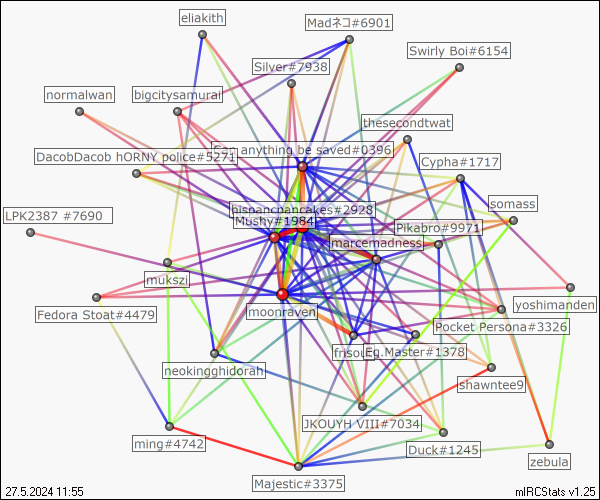 eliakith
Madネコ#6901
Swirly Boi#6154
Silver#7938
normalwan
bigcitysamurai
thesecondtwat
anything be saved#0396
DacobDacob hORNY police#5271
Cypha#1717
somass
hispancpancakes#2928
LPK2387 #7690
Mushy#1984
Pikabro#9971
marcemadness
mukszi
yoshimanden
Fedora Stoat#4479
moonraven
Pocket Persona#3326
frisou
Eg.Master#1378
neokingghidorah
shawntee9
JKOUYH VIII#7034
ming#4742
Duck#1245
zebula
Majestic#3375
27.5.2024 11:55
mIRCStats v1.25